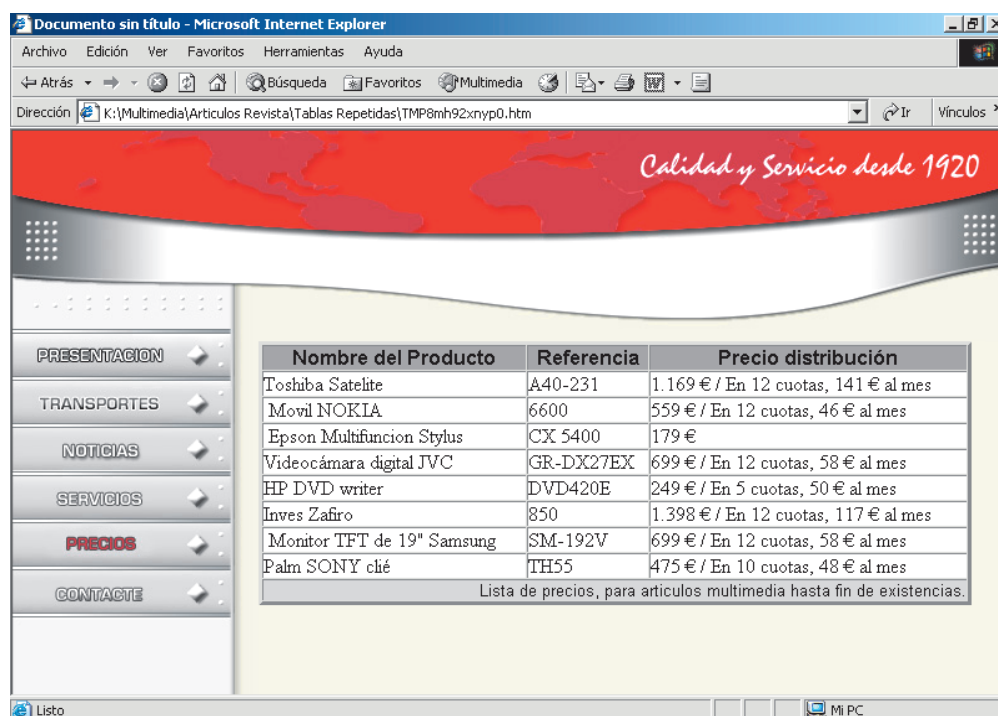 Documento sin título - Microsoft Internet Explorer
Archivo Edición Ver Favoritos Herramientas Ayuda
Atrás Búsqueda Favoritos Multimedia
Dirección K:\Multimedia\Articulos Revista\Tablas Repetidas\TMP8mh92xnyp0.htm Ir Vínculos
Calidad y Servicio desde 1920
PRESENTACION
TRANSPORTES
NOTICIAS
SERVICIOS
PRECIOS
CONTACTE
Nombre del Producto Referencia Precio distribución
Toshiba Satelite A40-231 1.169 € / En 12 cuotas, 141 € al mes
Movil NOKIA 6600 559 € / En 12 cuotas, 46 € al mes
Epson Multifuncion Stylus CX 5400 179 €
Videocámara digital JVC GR-DX27EX 699 € / En 12 cuotas, 58 € al mes
HP DVD writer DVD420E 249 € / En 5 cuotas, 50 € al mes
Inves Zafiro 850 1.398 € / En 12 cuotas, 117 € al mes
Monitor TFT de 19" Samsung SM-192V 699 € / En 12 cuotas, 58 € al mes
Palm SONY clié TH55 475 € / En 10 cuotas, 48 € al mes
Lista de precios, para articulos multimedia hasta fin de existencias.
Listo Mi PC